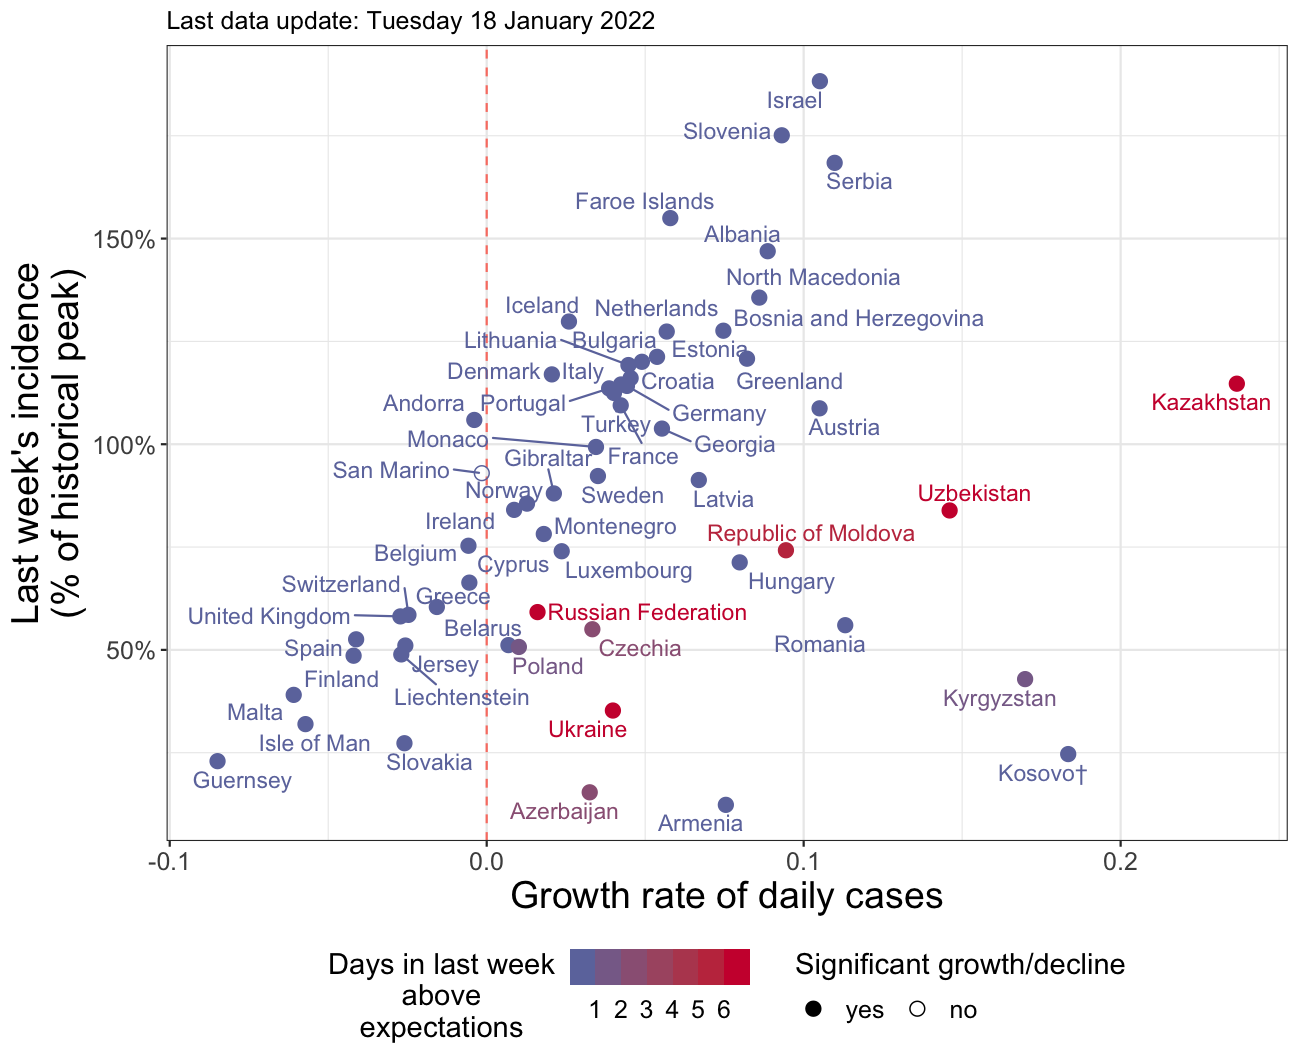 Last data update: Tuesday 18 January 2022
Last week's incidence
(% of historical peak)
150%
100%
50%
Israel
Slovenia
Serbia
Faroe Islands
Albania
North Macedonia
Iceland
Netherlands
Bosnia and Herzegovina
Lithuania
Bulgaria
Estonia
Denmark
Italy
Croatia
Greenland
Kazakhstan
Andorra
Portugal
Germany
Turkey
Austria
Monaco
Georgia
France
Gibraltar
San Marino
Norway
Sweden
Latvia
Uzbekistan
Ireland
Montenegro
Republic of Moldova
Belgium
Cyprus
Luxembourg
Hungary
Switzerland
Greece
United Kingdom
Russian Federation
Belarus
Spain
Czechia
Romania
Jersey
Poland
Finland
Liechtenstein
Kyrgyzstan
Malta
Ukraine
Isle of Man
Slovakia
Guernsey
Kosovo†
Azerbaijan
Armenia
-0.1
0.0
0.1
0.2
Growth rate of daily cases
Days in last week
above
expectations
1 2 3 4 5 6
Significant growth/decline
yes
no